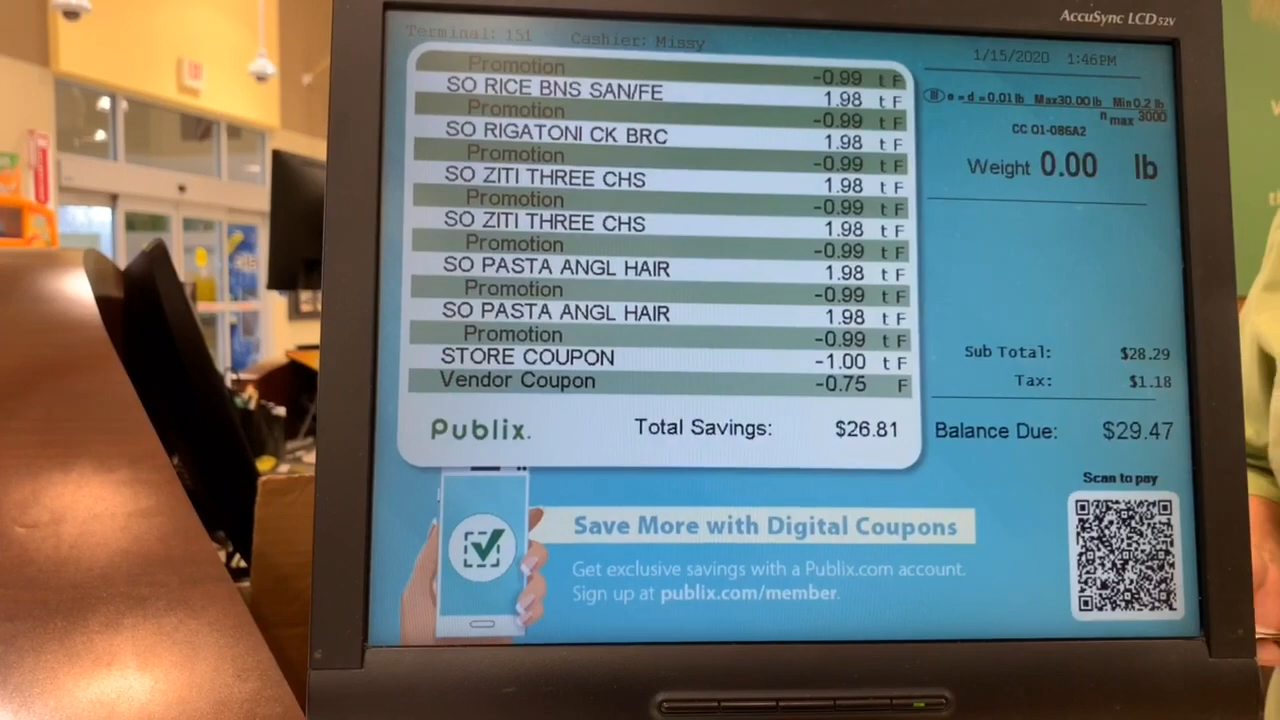 AccuSync LCD52V
Terminal: 151 Cashier: Missy
1/15/2020 1:46PM
Promotion -0.99 t F
SO RICE BNS SAN/FE 1.98 t F
Promotion -0.99 t F
SO RIGATONI CK BRC 1.98 t F
Promotion -0.99 t F
SO ZITI THREE CHS 1.98 t F
Promotion -0.99 t F
SO ZITI THREE CHS 1.98 t F
Promotion -0.99 t F
SO PASTA ANGL HAIR 1.98 t F
Promotion -0.99 t F
SO PASTA ANGL HAIR 1.98 t F
Promotion -0.99 t F
STORE COUPON -1.00 t F
Vendor Coupon -0.75 F
Publix. Total Savings: $26.81
III e = d = 0.01 lb Max30.00 lb Min0.2 lb
n max 3000
CC 01-086A2
Weight 0.00 lb
Sub Total: $28.29
Tax: $1.18
Balance Due: $29.47
Scan to pay
Save More with Digital Coupons
Get exclusive savings with a Publix.com account.
Sign up at publix.com/member.